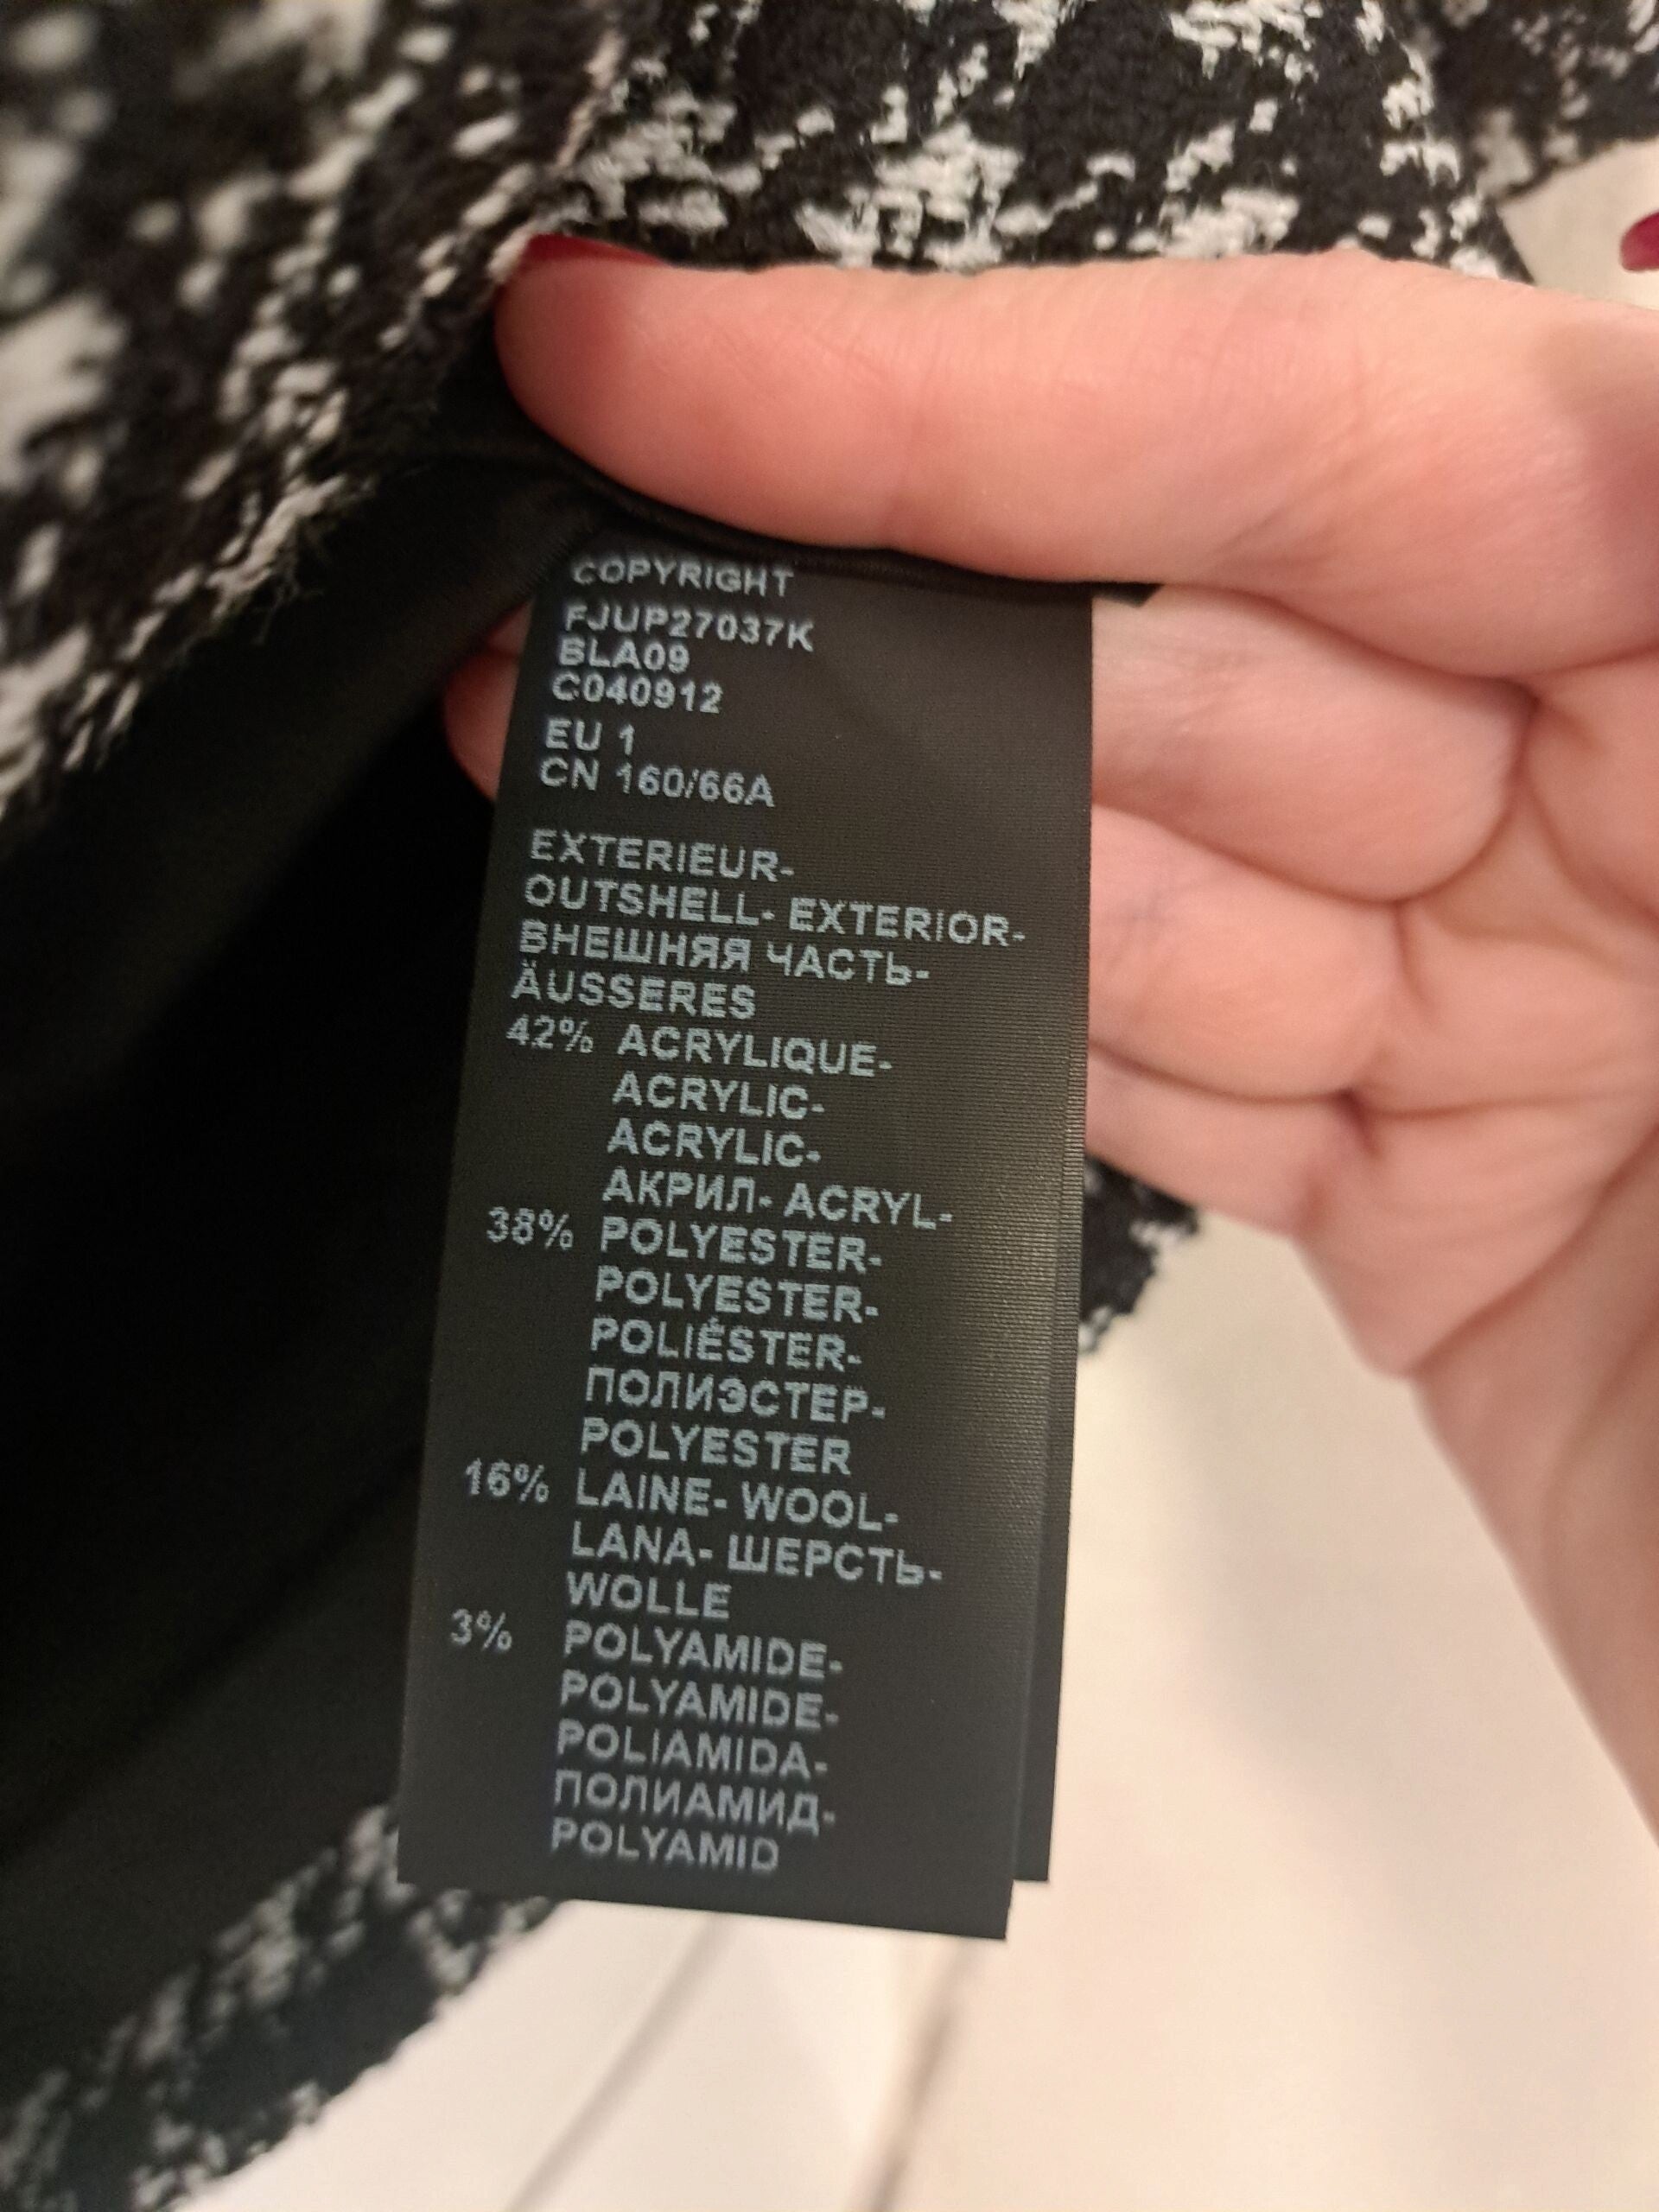 COPYRIGHT
FJUP27037K
BLA09
C040912
EU 1
CN 160/66A
EXTERIEUR-
OUTSHELL- EXTERIOR-
ВНЕШНЯЯ ЧАСТЬ-
ÄUSSERES
42% ACRYLIQUE-
ACRYLIC-
ACRYLIC-
АКРИЛ- ACRYL-
38% POLYESTER-
POLYESTER-
POLIÉSTER-
ПОЛИЭСТЕР-
POLYESTER
16% LAINE- WOOL-
LANA- ШЕРСТЬ-
WOLLE
3% POLYAMIDE-
POLYAMIDE-
POLIAMIDA-
ПОЛИАМИД-
POLYAMID